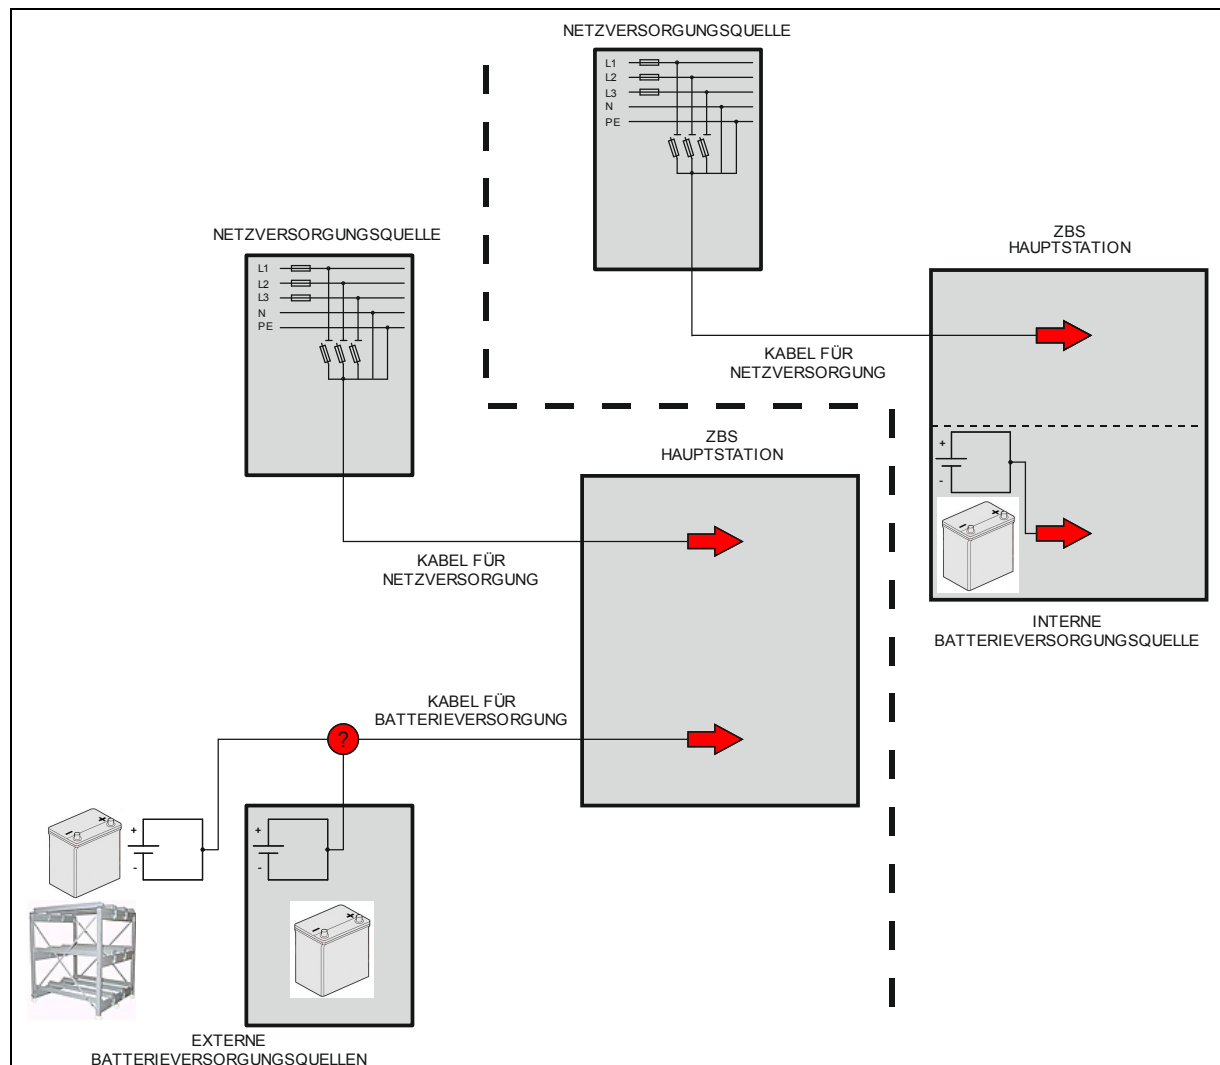 NETZVERSORGUNGSQUELLE
L1
L2
L3
N
PE
NETZVERSORGUNGSQUELLE
L1
L2
L3
N
PE
ZBS
HAUPTSTATION
KABEL FÜR
NETZVERSORGUNG
ZBS
HAUPTSTATION
+
-
- +
KABEL FÜR
NETZVERSORGUNG
INTERNE
BATTERIEVERSORGUNGSQUELLE
KABEL FÜR
BATTERIEVERSORGUNG
?
- +
+
-
+
-
- +
EXTERNE
BATTERIEVERSORGUNGSQUELLEN